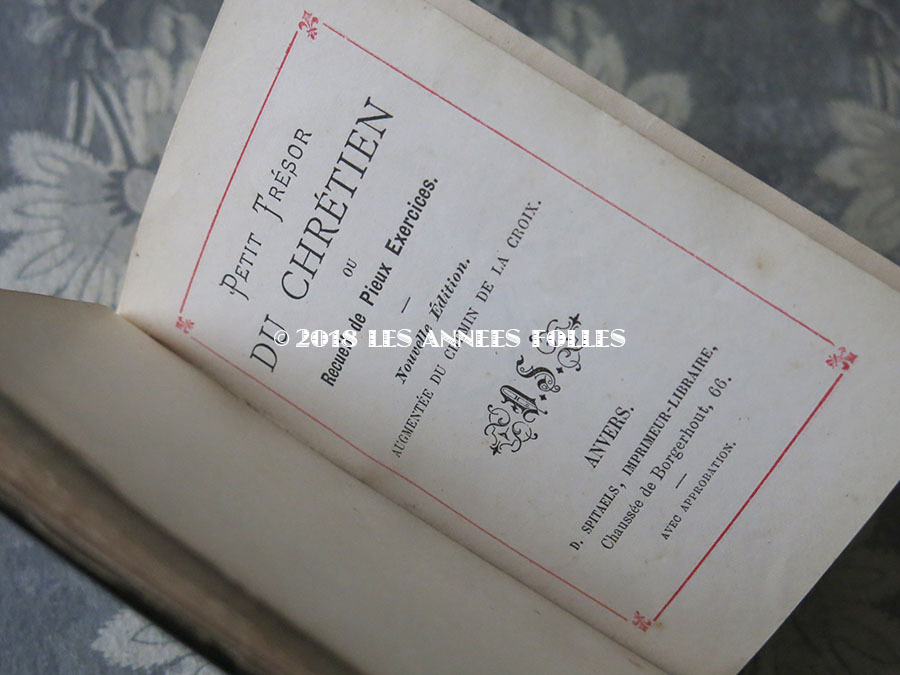 PETIT TRÉSOR
DU CHRÉTIEN
OU
Recueil de Pieux Exercices.
Nouvelle Édition.
AUGMENTÉE DU CHEMIN DE LA CROIX.
DS
ANVERS.
D. SPITAELS, IMPRIMEUR-LIBRAIRE,
Chaussée de Borgerhout, 66.
AVEC APPROBATION.
© 2018 LES ANNEES FOLLES